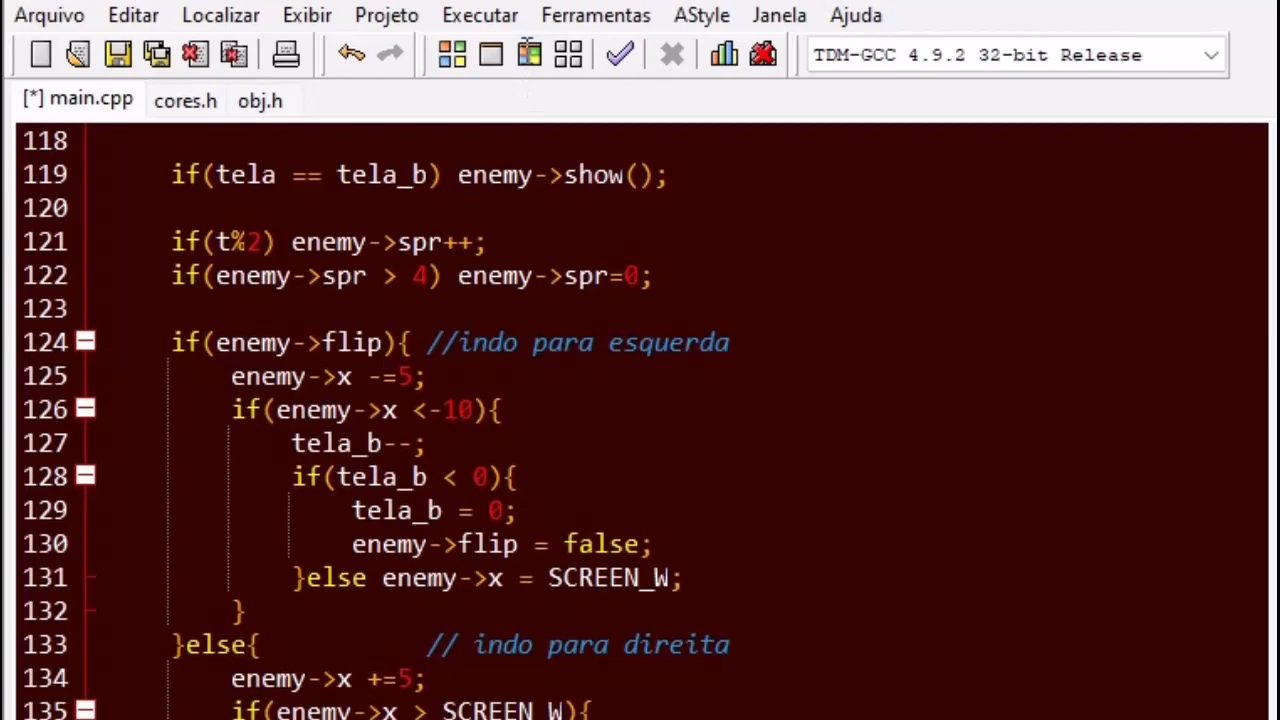 Arquivo Editar Localizar Exibir Projeto Executar Ferramentas AStyle Janela Ajuda
TDM-GCC 4.9.2 32-bit Release
[*] main.cpp cores.h obj.h
118
119 if(tela == tela_b) enemy->show();
120
121 if(t%2) enemy->spr++;
122 if(enemy->spr > 4) enemy->spr=0;
123
124 if(enemy->flip){ //indo para esquerda
125 enemy->x -=5;
126 if(enemy->x <-10){
127 tela_b--;
128 if(tela_b < 0){
129 tela_b = 0;
130 enemy->flip = false;
131 }else enemy->x = SCREEN_W;
132 }
133 }else{ // indo para direita
134 enemy->x +=5;
135 if(enemy->x > SCREEN_W){